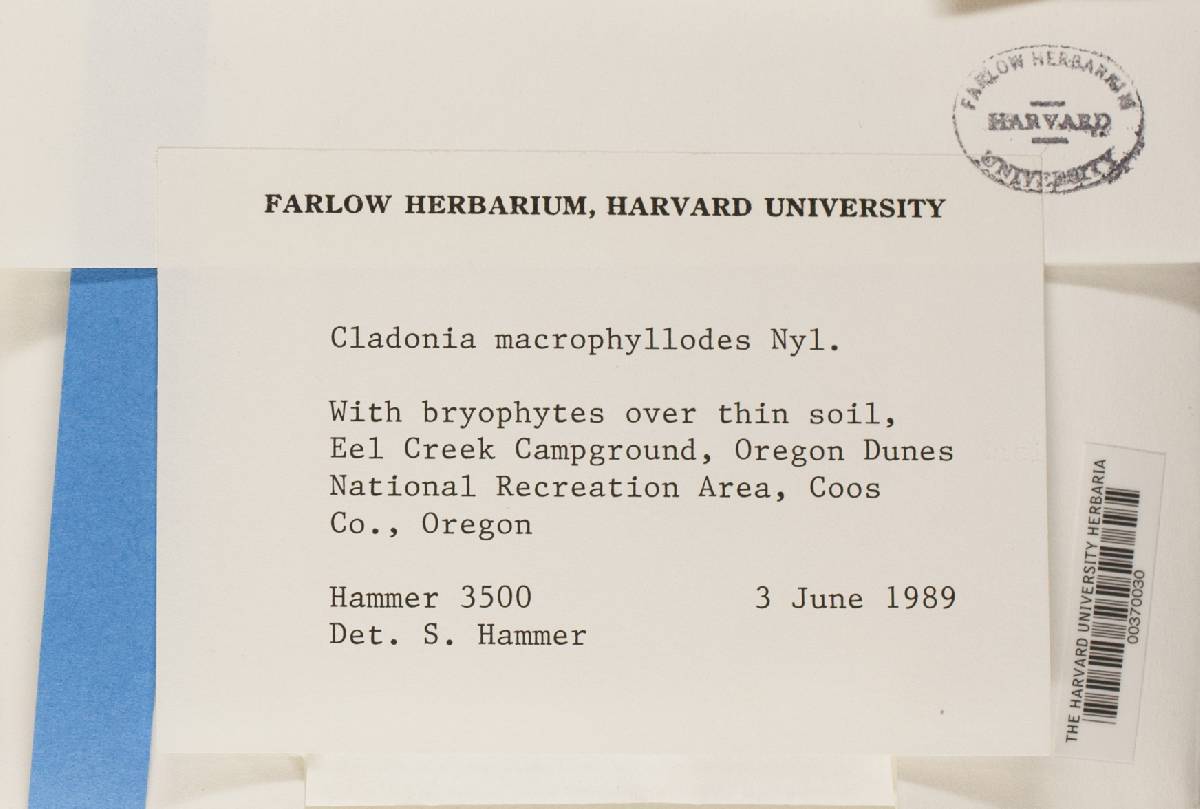 FARLOW HERBARIUM
HARVARD
UNIVERSITY
FARLOW HERBARIUM, HARVARD UNIVERSITY
Cladonia macrophyllodes Nyl.
With bryophytes over thin soil,
Eel Creek Campground, Oregon Dunes
National Recreation Area, Coos
Co., Oregon
Hammer 3500 3 June 1989
Det. S. Hammer
THE HARVARD UNIVERSITY HERBARIA
00370030